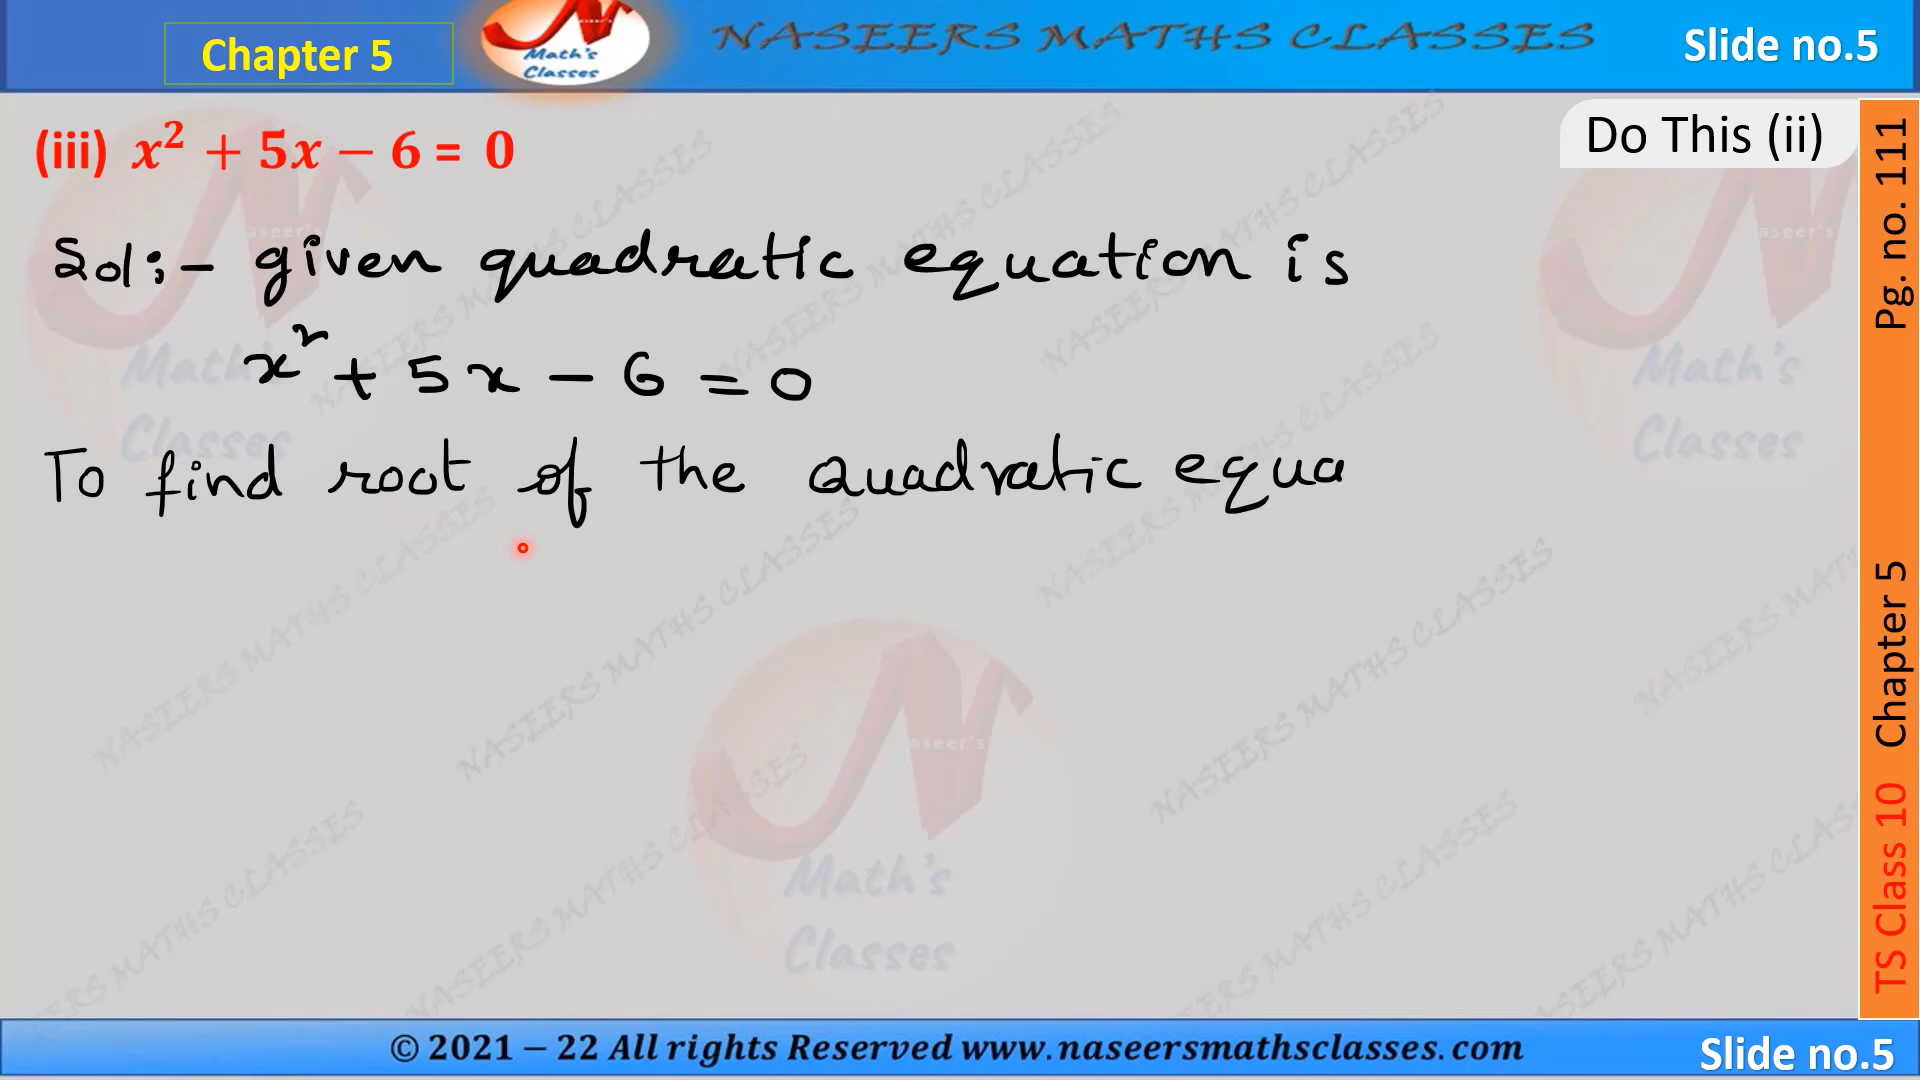 Chapter 5
Math's
Classes
NASEERS MATHS CLASSES
Slide no.5
(iii) x² + 5x − 6 = 0
Do This (ii)
Pg. no. 111
Sol:- given quadratic equation is
x² + 5x − 6 = 0
To find root of the quadratic equa
TS Class 10 Chapter 5
© 2021 − 22 All rights Reserved www.naseersmathsclasses.com
Slide no.5